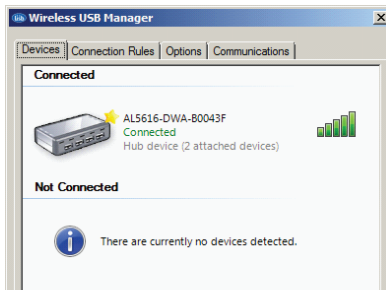 Wireless USB Manager
Devices Connection Rules Options Communications
Connected
AL5616-DWA-B0043F
Connected
Hub device (2 attached devices)
Not Connected
There are currently no devices detected.